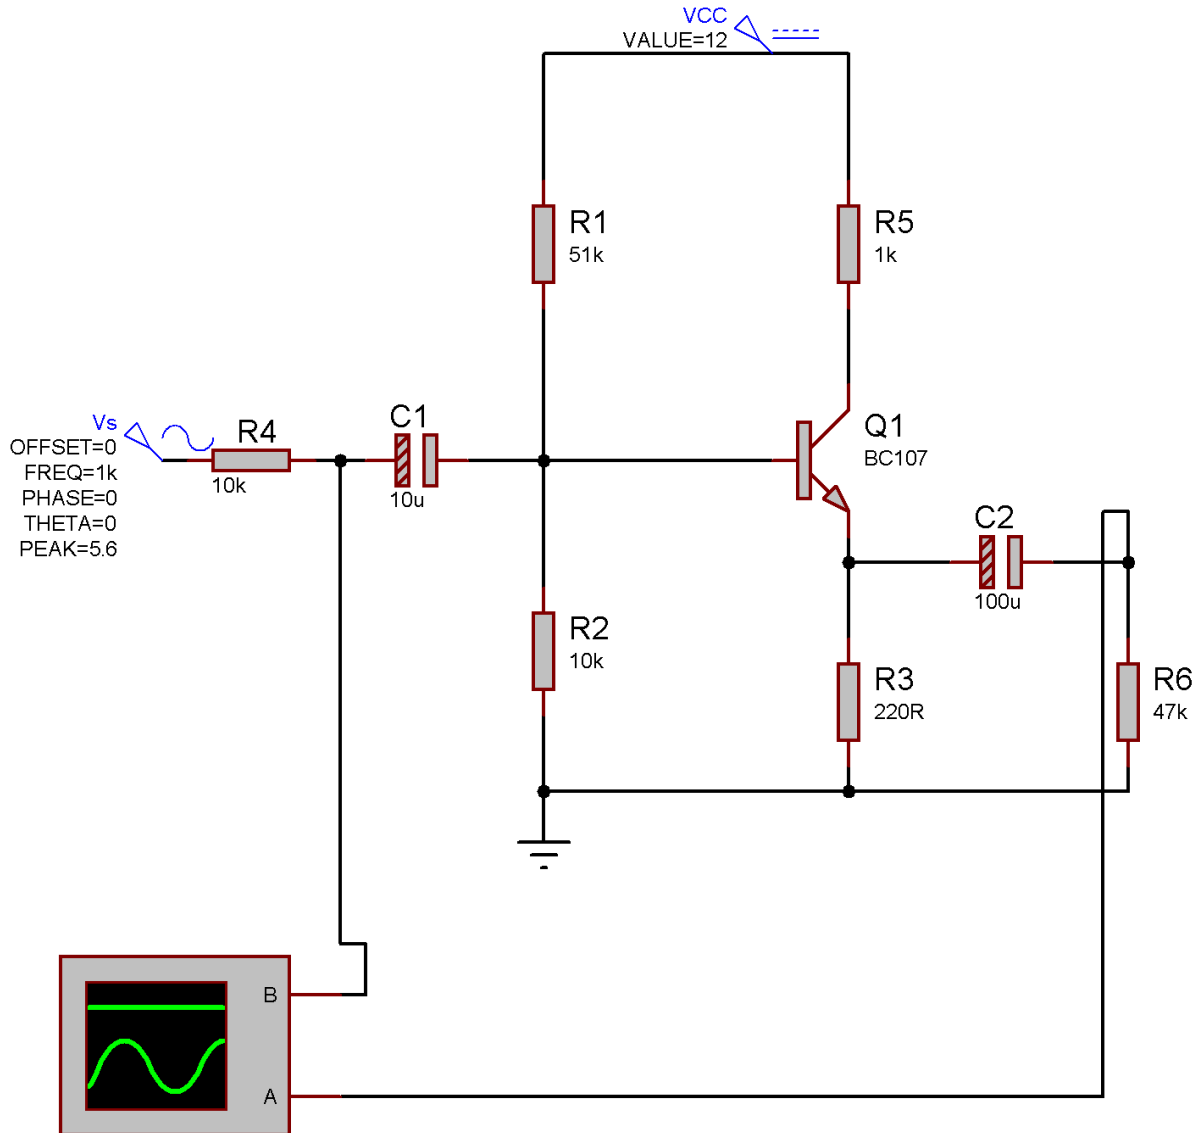 VCC
VALUE=12
R1
51k
R5
1k
Vs
OFFSET=0
FREQ=1k
PHASE=0
THETA=0
PEAK=5.6
R4
10k
C1
10u
Q1
BC107
C2
100u
R2
10k
R3
220R
R6
47k
B
A